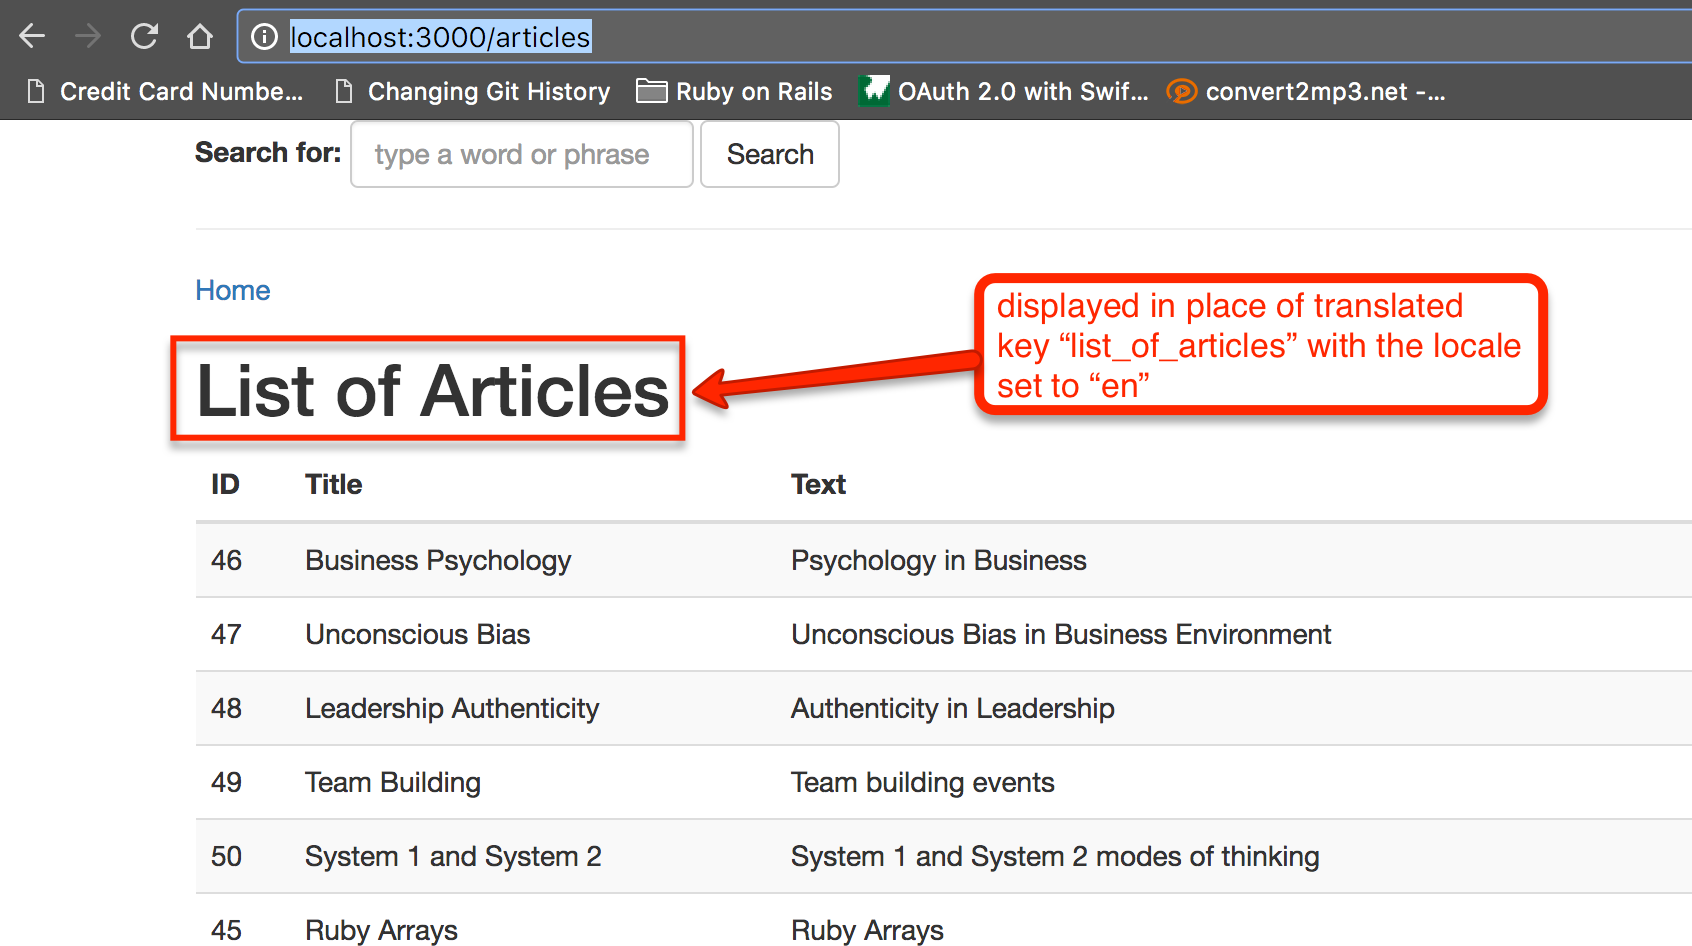 localhost:3000/articles
Credit Card Numbe... Changing Git History Ruby on Rails OAuth 2.0 with Swif... convert2mp3.net -...
Search for: type a word or phrase Search
Home
displayed in place of translated
key “list_of_articles” with the locale
set to “en”
List of Articles
ID Title Text
46 Business Psychology Psychology in Business
47 Unconscious Bias Unconscious Bias in Business Environment
48 Leadership Authenticity Authenticity in Leadership
49 Team Building Team building events
50 System 1 and System 2 System 1 and System 2 modes of thinking
45 Ruby Arrays Ruby Arrays